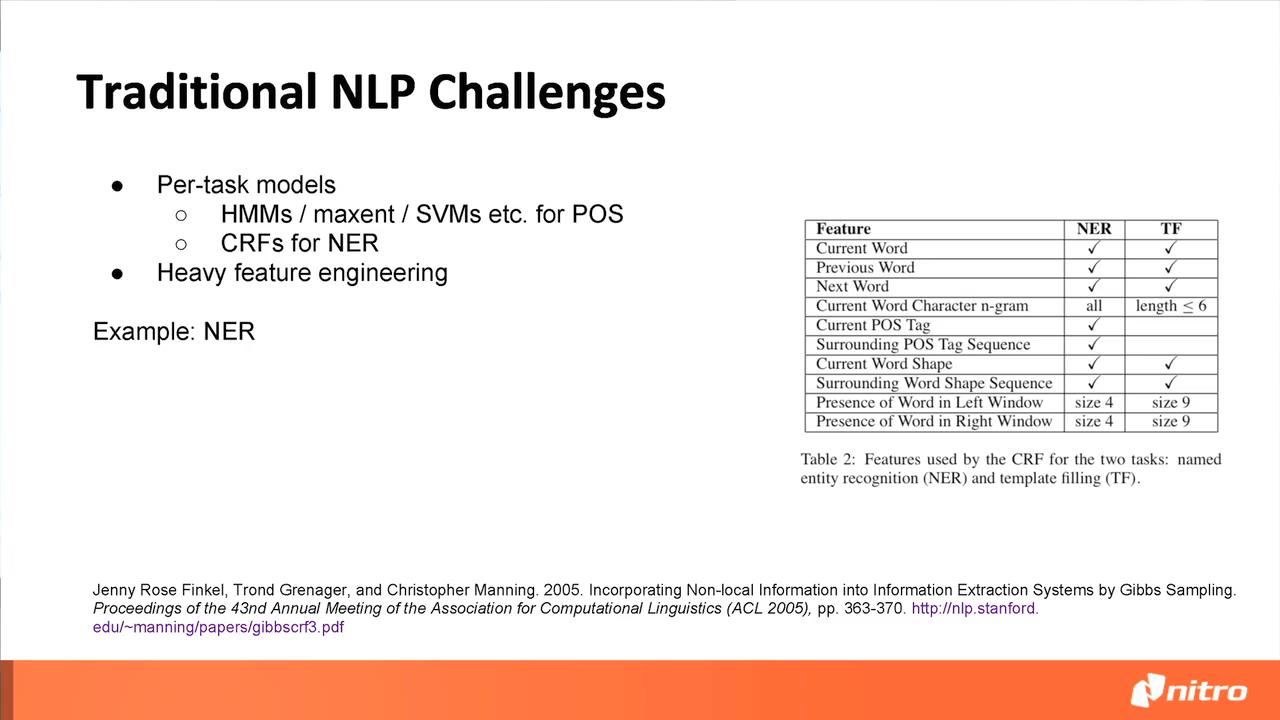 Traditional NLP Challenges
● Per-task models
○ HMMs / maxent / SVMs etc. for POS
○ CRFs for NER
● Heavy feature engineering
Example: NER
Feature NER TF
Current Word ✓ ✓
Previous Word ✓ ✓
Next Word ✓ ✓
Current Word Character n-gram all length ≤ 6
Current POS Tag ✓
Surrounding POS Tag Sequence ✓
Current Word Shape ✓ ✓
Surrounding Word Shape Sequence ✓ ✓
Presence of Word in Left Window size 4 size 9
Presence of Word in Right Window size 4 size 9
Table 2: Features used by the CRF for the two tasks: named
entity recognition (NER) and template filling (TF).
Jenny Rose Finkel, Trond Grenager, and Christopher Manning. 2005. Incorporating Non-local Information into Information Extraction Systems by Gibbs Sampling.
Proceedings of the 43nd Annual Meeting of the Association for Computational Linguistics (ACL 2005), pp. 363-370. http://nlp.stanford.
edu/~manning/papers/gibbscrf3.pdf
nitro